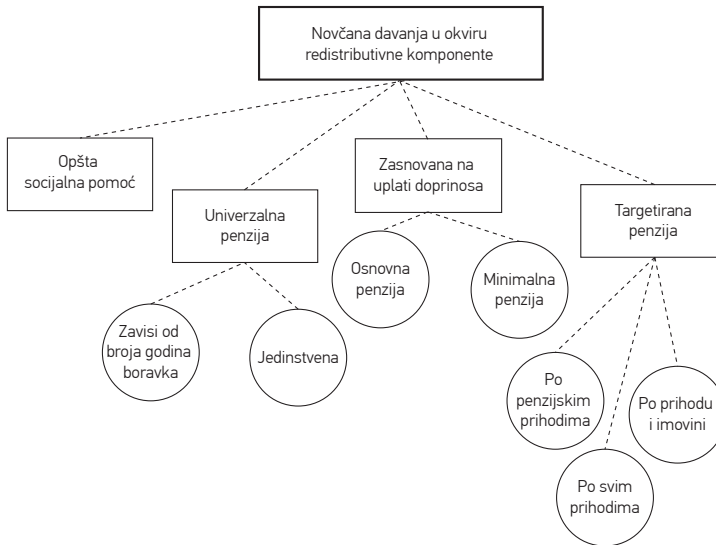 Novčana davanja u okviru
redistributivne komponente
Opšta
socijalna pomoć
Univerzalna
penzija
Zasnovana na
uplati doprinosa
Targetirana
penzija
Zavisi od
broja godina
boravka
Jedinstvena
Osnovna
penzija
Minimalna
penzija
Po
penzijskim
prihodima
Po svim
prihodima
Po prihodu
i imovini